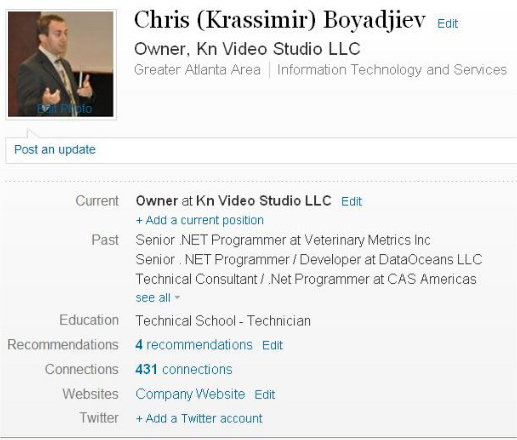 Chris (Krassimir) Boyadjiev Edit
Owner, Kn Video Studio LLC
Greater Atlanta Area | Information Technology and Services
Edit Photo
Post an update
Current Owner at Kn Video Studio LLC Edit
+ Add a current position
Past Senior .NET Programmer at Veterinary Metrics Inc
Senior . NET Programmer / Developer at DataOceans LLC
Technical Consultant / .Net Programmer at CAS Americas
see all
Education Technical School - Technician
Recommendations 4 recommendations Edit
Connections 431 connections
Websites Company Website Edit
Twitter + Add a Twitter account